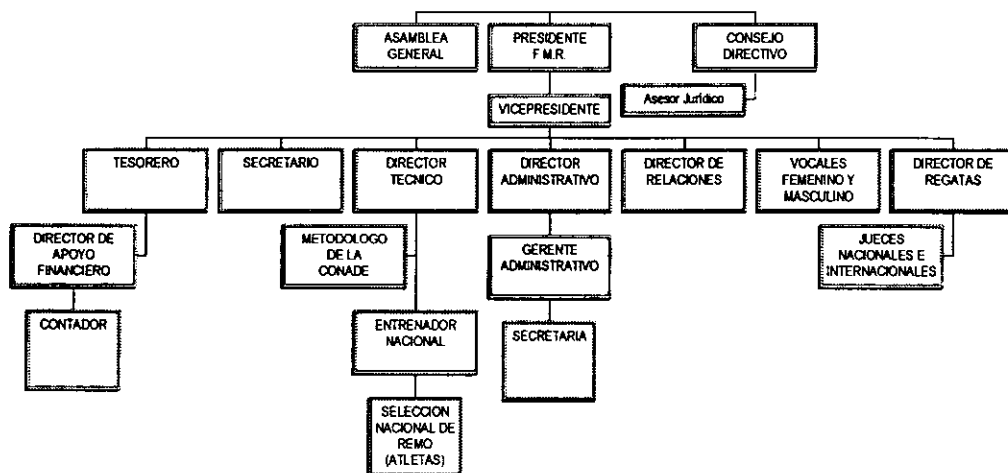 ASAMBLEA
GENERAL
PRESIDENTE
F.M.R.
CONSEJO
DIRECTIVO
Asesor Jurídico
VICEPRESIDENTE
TESORERO
SECRETARIO
DIRECTOR
TECNICO
DIRECTOR
ADMINISTRATIVO
DIRECTOR DE
RELACIONES
VOCALES
FEMENINO Y
MASCULINO
DIRECTOR DE
REGATAS
DIRECTOR DE
APOYO
FINANCIERO
METODOLOGO
DE LA
CONADE
GERENTE
ADMINISTRATIVO
JUECES
NACIONALES E
INTERNACIONALES
CONTADOR
ENTRENADOR
NACIONAL
SECRETARIA
SELECCION
NACIONAL DE
REMO
(ATLETAS)